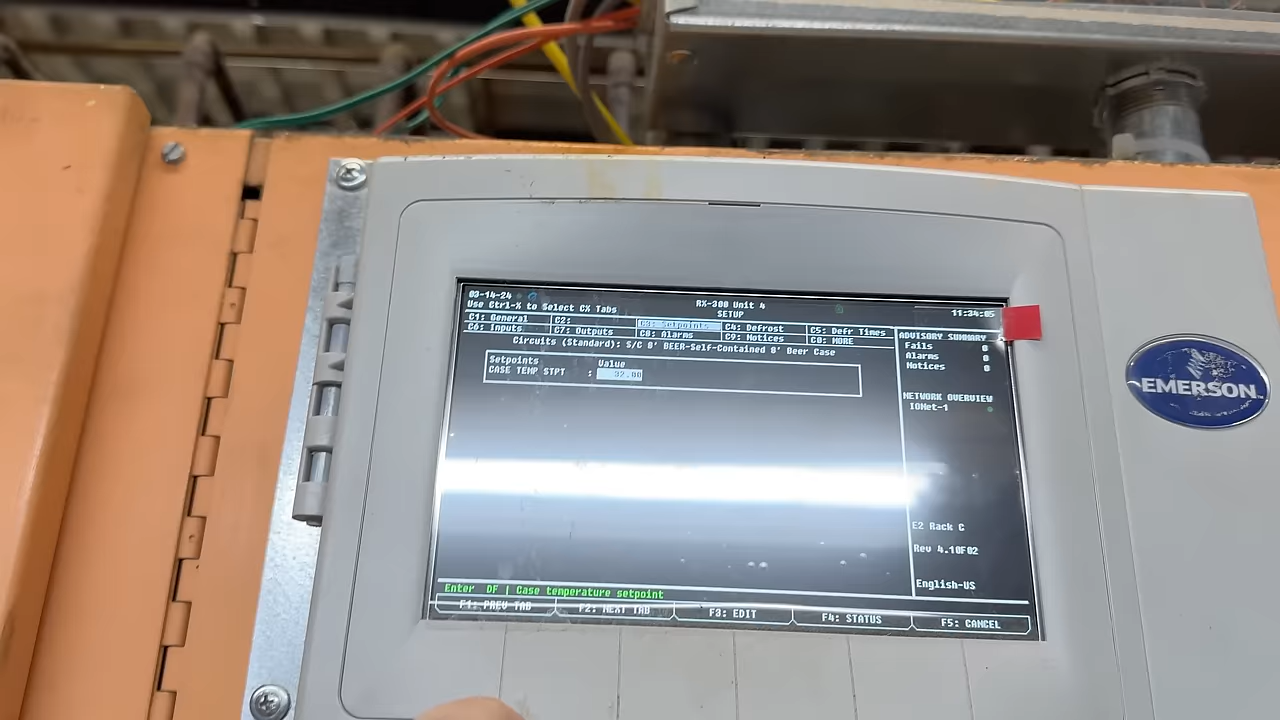 03-14-24
RX-300 Unit 4
11:34:05
Use Ctrl-X to Select CX Tabs
SETUP
C1: General C2: C3: Setpoints C4: Defrost C5: Defr Times
C6: Inputs C7: Outputs C8: Alarms C9: Notices C0: MORE
Circuits (Standard): S/C 8' BEER-Self-Contained 8' Beer Case
Setpoints Value
CASE TEMP STPT : 32.00
ADVISORY SUMMARY
Fails 0
Alarms 0
Notices 0
NETWORK OVERVIEW
IONet-1
E2 Rack C
Rev 4.10F02
English-US
Enter DF | Case temperature setpoint
F1: PREV TAB F2: NEXT TAB F3: EDIT F4: STATUS F5: CANCEL
EMERSON